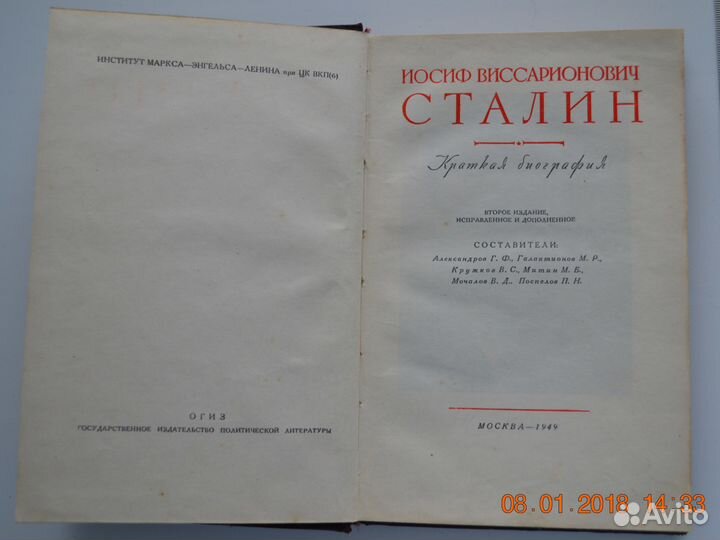 ИНСТИТУТ МАРКСА—ЭНГЕЛЬСА—ЛЕНИНА при ЦК ВКП(б)
ОГИЗ
ГОСУДАРСТВЕННОЕ ИЗДАТЕЛЬСТВО ПОЛИТИЧЕСКОЙ ЛИТЕРАТУРЫ
ИОСИФ ВИССАРИОНОВИЧ
СТАЛИН
Краткая биография
ВТОРОЕ ИЗДАНИЕ,
ИСПРАВЛЕННОЕ И ДОПОЛНЕННОЕ
СОСТАВИТЕЛИ:
Александров Г. Ф., Галактионов М. Р.,
Кружков В. С., Митин М. Б.,
Мочалов В. Д., Поспелов П. Н.
МОСКВА—1949
08.01.2018 14:33
Avito